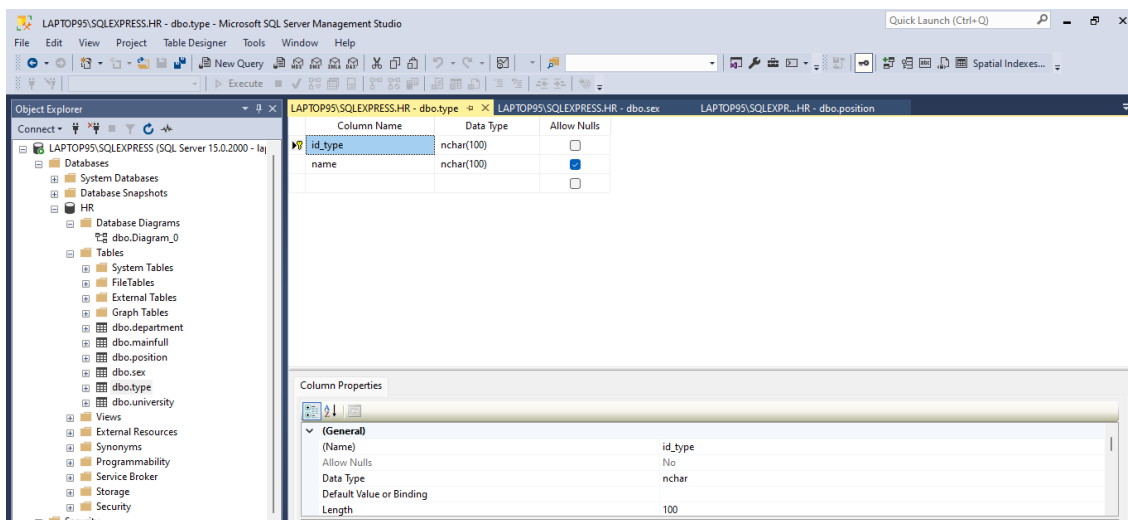 LAPTOP95\SQLEXPRESS.HR - dbo.type - Microsoft SQL Server Management Studio
Quick Launch (Ctrl+Q)
File Edit View Project Table Designer Tools Window Help
New Query
Spatial Indexes...
Execute
Object Explorer
LAPTOP95\SQLEXPRESS.HR - dbo.type LAPTOP95\SQLEXPRESS.HR - dbo.sex LAPTOP95\SQLEXPR...HR - dbo.position
Connect
Column Name Data Type Allow Nulls
id_type nchar(100)
name nchar(100)
LAPTOP95\SQLEXPRESS (SQL Server 15.0.2000 - lap
Databases
System Databases
Database Snapshots
HR
Database Diagrams
dbo.Diagram_0
Tables
System Tables
FileTables
External Tables
Graph Tables
dbo.department
dbo.mainfull
dbo.position
dbo.sex
dbo.type
dbo.university
Views
External Resources
Synonyms
Programmability
Service Broker
Storage
Security
Column Properties
(General)
(Name) id_type
Allow Nulls No
Data Type nchar
Default Value or Binding
Length 100